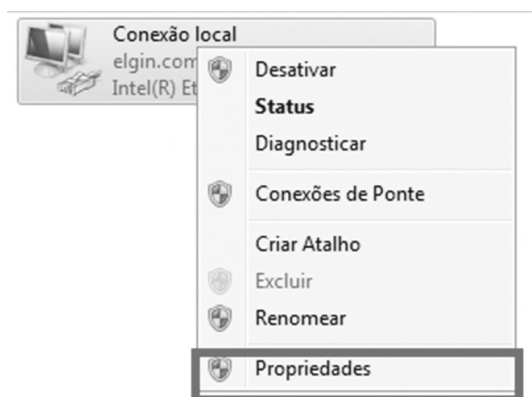 Conexão local
elgin.com
Intel(R) Et
Desativar
Status
Diagnosticar
Conexões de Ponte
Criar Atalho
Excluir
Renomear
Propriedades